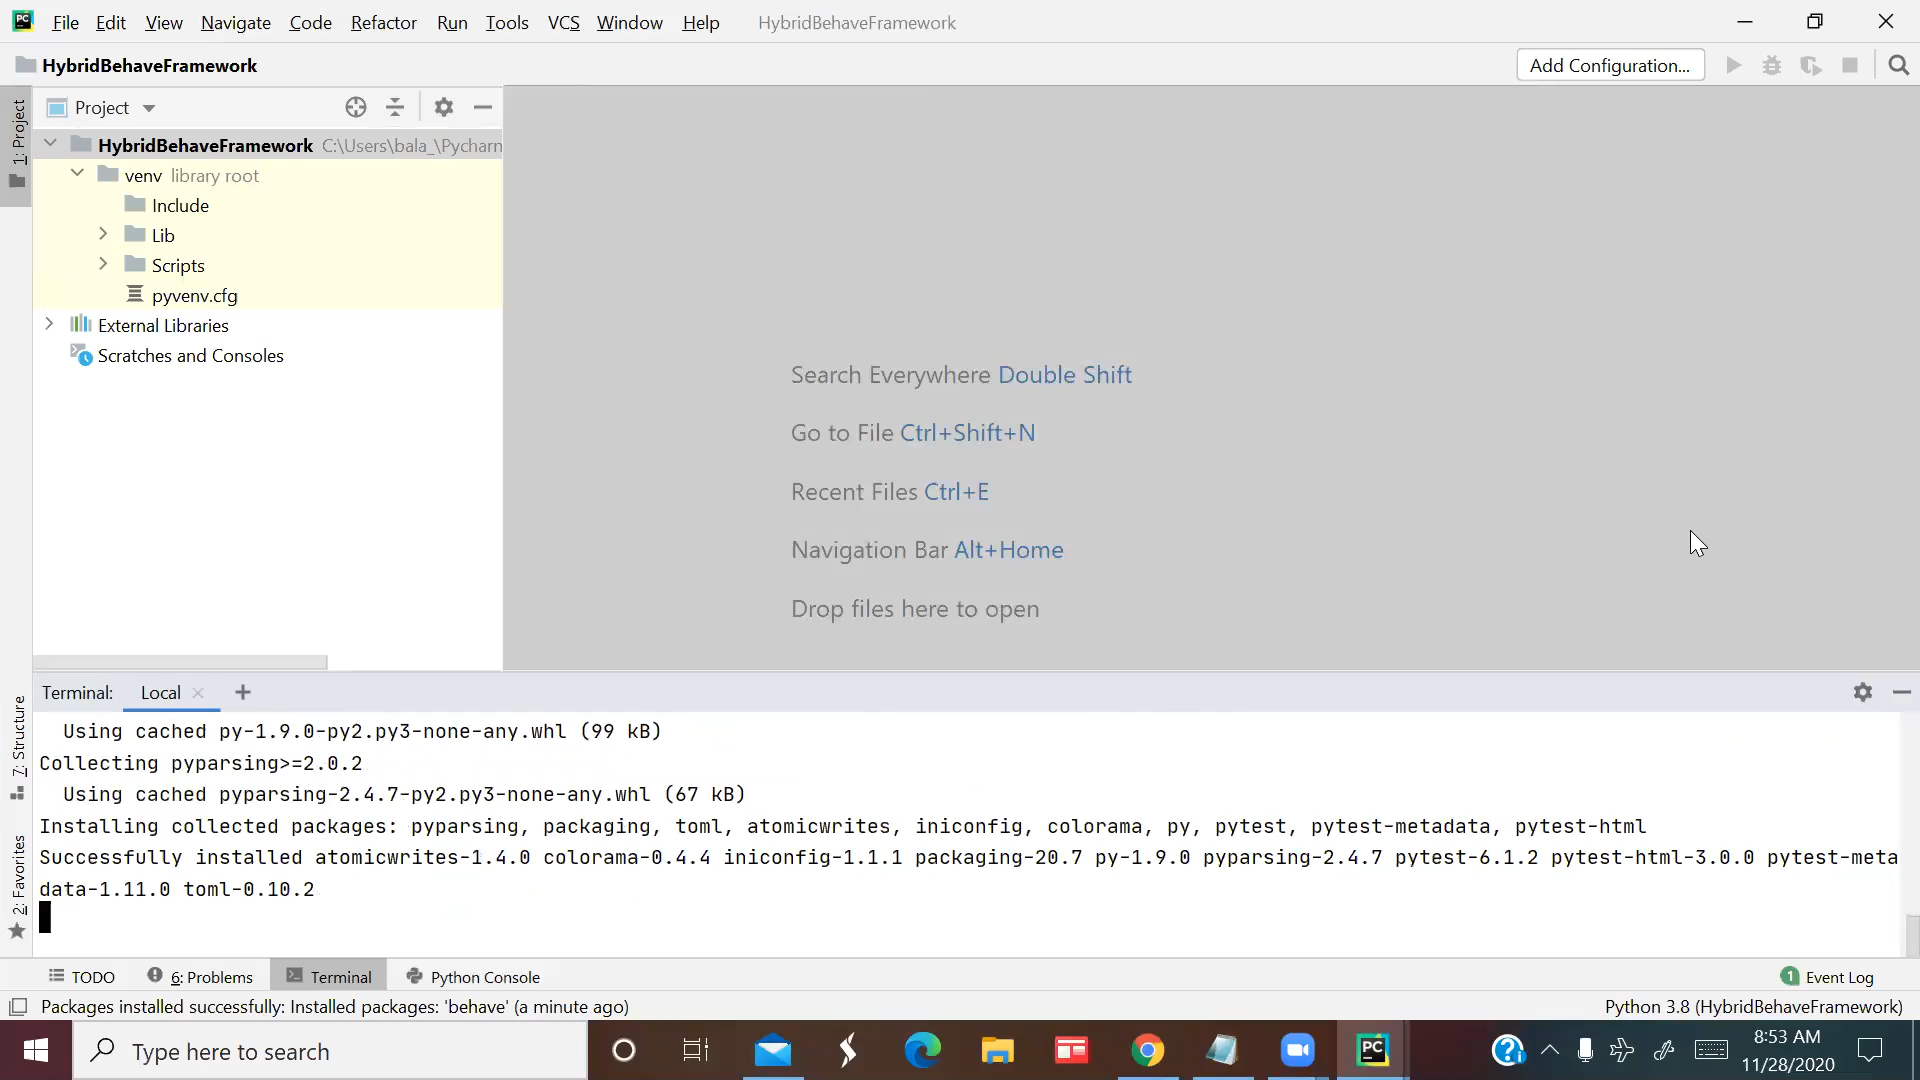 PC File Edit View Navigate Code Refactor Run Tools VCS Window Help HybridBehaveFramework
HybridBehaveFramework Add Configuration...
1: Project
Project
HybridBehaveFramework C:\Users\bala_\Pycharm
venv library root
Include
Lib
Scripts
pyvenv.cfg
External Libraries
Scratches and Consoles
Search Everywhere Double Shift
Go to File Ctrl+Shift+N
Recent Files Ctrl+E
Navigation Bar Alt+Home
Drop files here to open
7: Structure
2: Favorites
Terminal: Local
Using cached py-1.9.0-py2.py3-none-any.whl (99 kB)
Collecting pyparsing>=2.0.2
Using cached pyparsing-2.4.7-py2.py3-none-any.whl (67 kB)
Installing collected packages: pyparsing, packaging, toml, atomicwrites, iniconfig, colorama, py, pytest, pytest-metadata, pytest-html
Successfully installed atomicwrites-1.4.0 colorama-0.4.4 iniconfig-1.1.1 packaging-20.7 py-1.9.0 pyparsing-2.4.7 pytest-6.1.2 pytest-html-3.0.0 pytest-meta
data-1.11.0 toml-0.10.2
TODO 6: Problems Terminal Python Console 1 Event Log
Packages installed successfully: Installed packages: 'behave' (a minute ago) Python 3.8 (HybridBehaveFramework)
Type here to search PC 8:53 AM
11/28/2020